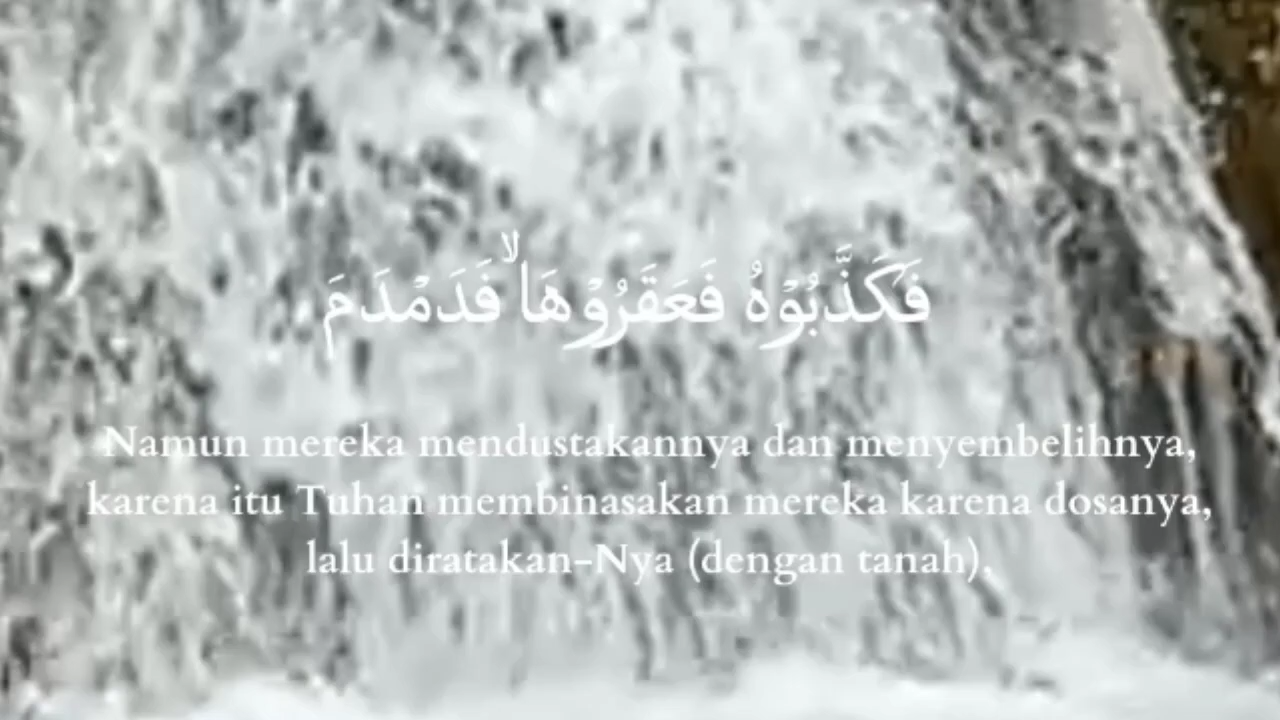 فَكَذَّبُوْهُ فَعَقَرُوْهَاۙ فَدَمْدَمَ
Namun mereka mendustakannya dan menyembelihnya,
karena itu Tuhan membinasakan mereka karena dosanya,
lalu diratakan-Nya (dengan tanah),